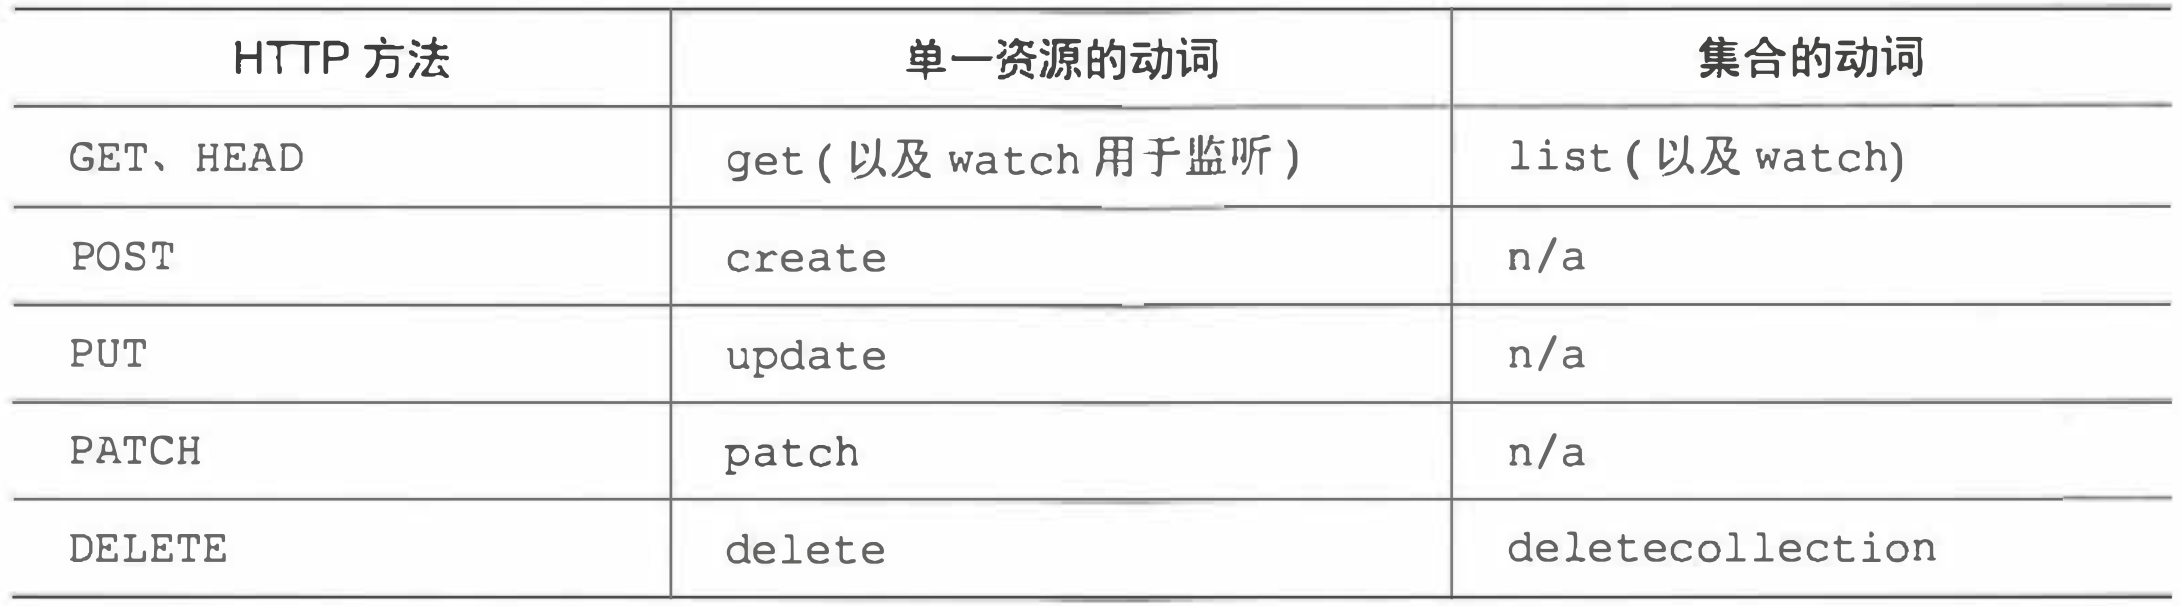 HTTP 方法 单一资源的动词 集合的动词
GET、HEAD get(以及 watch 用于监听) list(以及 watch)
POST create n/a
PUT update n/a
PATCH patch n/a
DELETE delete deletecollection